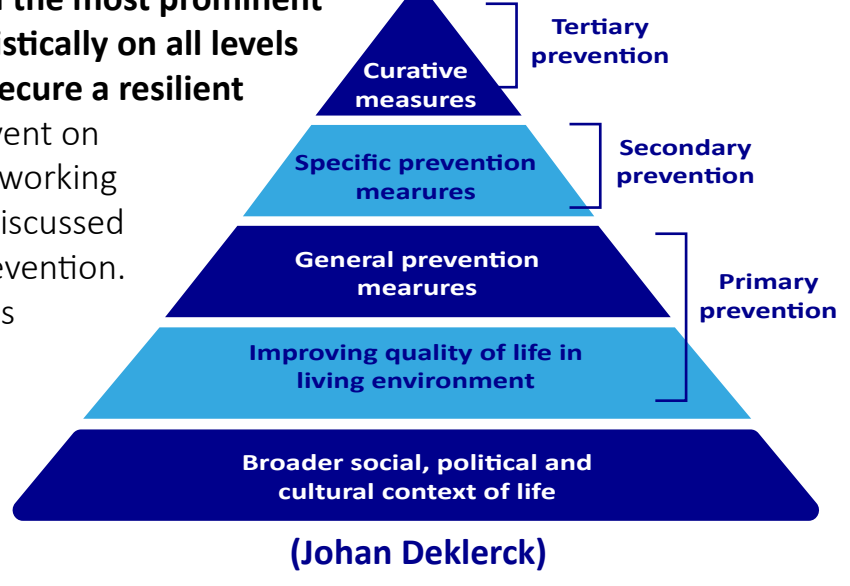 the most prominent
istically on all levels
ecure a resilient
vent on
working
iscussed
evention.
s
Curative
measures
Tertiary
prevention
Specific prevention
mearures
Secondary
prevention
General prevention
mearures
Primary
prevention
Improving quality of life in
living environment
Broader social, political and
cultural context of life
(Johan Deklerck)